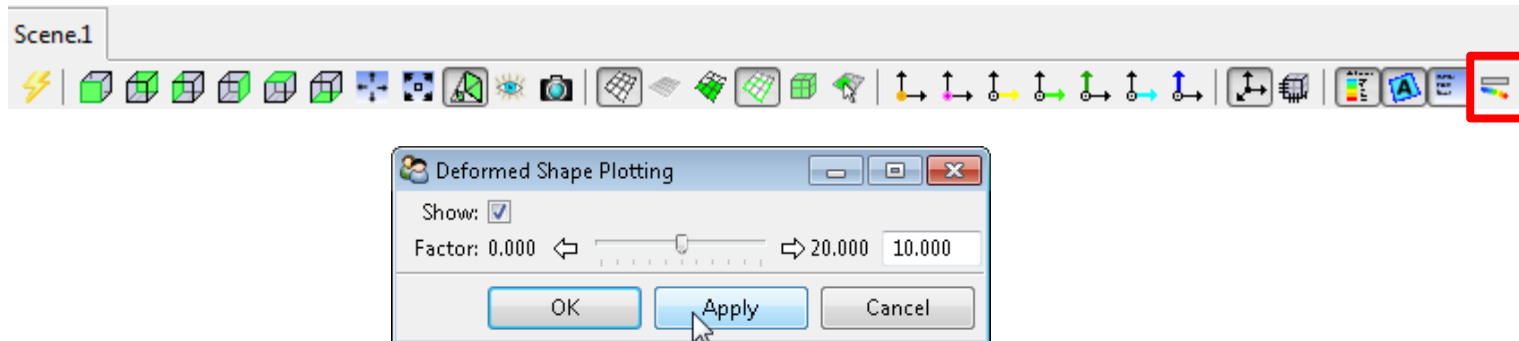 Scene.1
Deformed Shape Plotting
Show:
Factor: 0.000 20.000 10.000
OK Apply Cancel